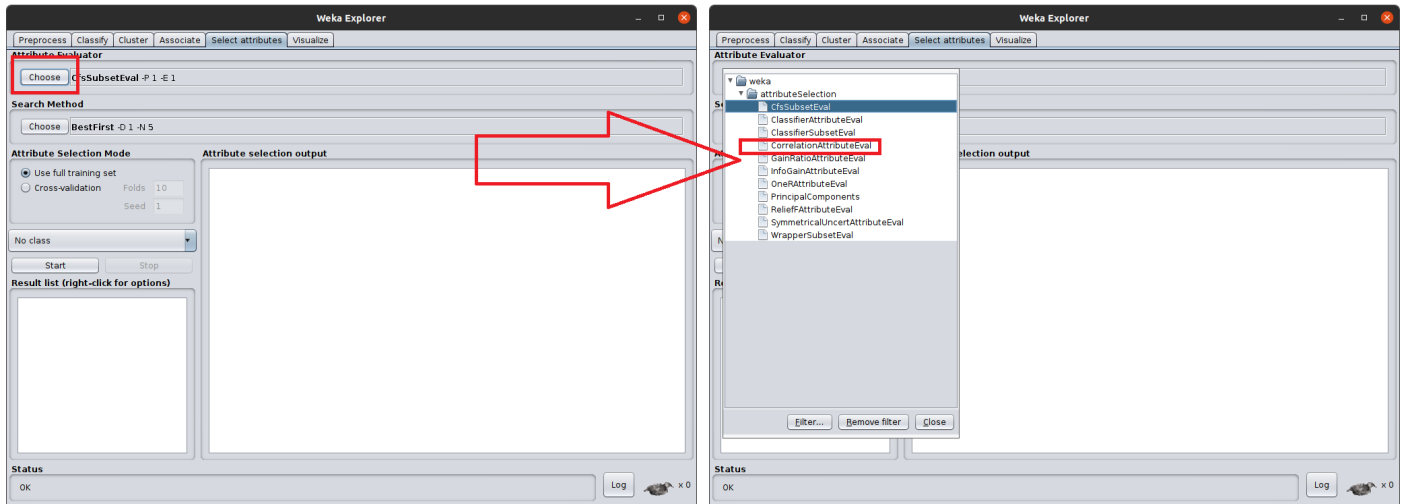 Weka Explorer
Preprocess Classify Cluster Associate Select attributes Visualize
Attribute Evaluator
Choose CfsSubsetEval -P 1 -E 1
Search Method
Choose BestFirst -D 1 -N 5
Attribute Selection Mode
Use full training set
Cross-validation Folds 10
Seed 1
Attribute selection output
No class
Start Stop
Result list (right-click for options)
Status
OK
Log x 0
Weka Explorer
Preprocess Classify Cluster Associate Select attributes Visualize
Attribute Evaluator
weka
attributeSelection
CfsSubsetEval
ClassifierAttributeEval
ClassifierSubsetEval
CorrelationAttributeEval
GainRatioAttributeEval
InfoGainAttributeEval
OneRAttributeEval
PrincipalComponents
ReliefFAttributeEval
SymmetricalUncertAttributeEval
WrapperSubsetEval
Filter... Remove filter Close
election output
Status
OK
Log x 0